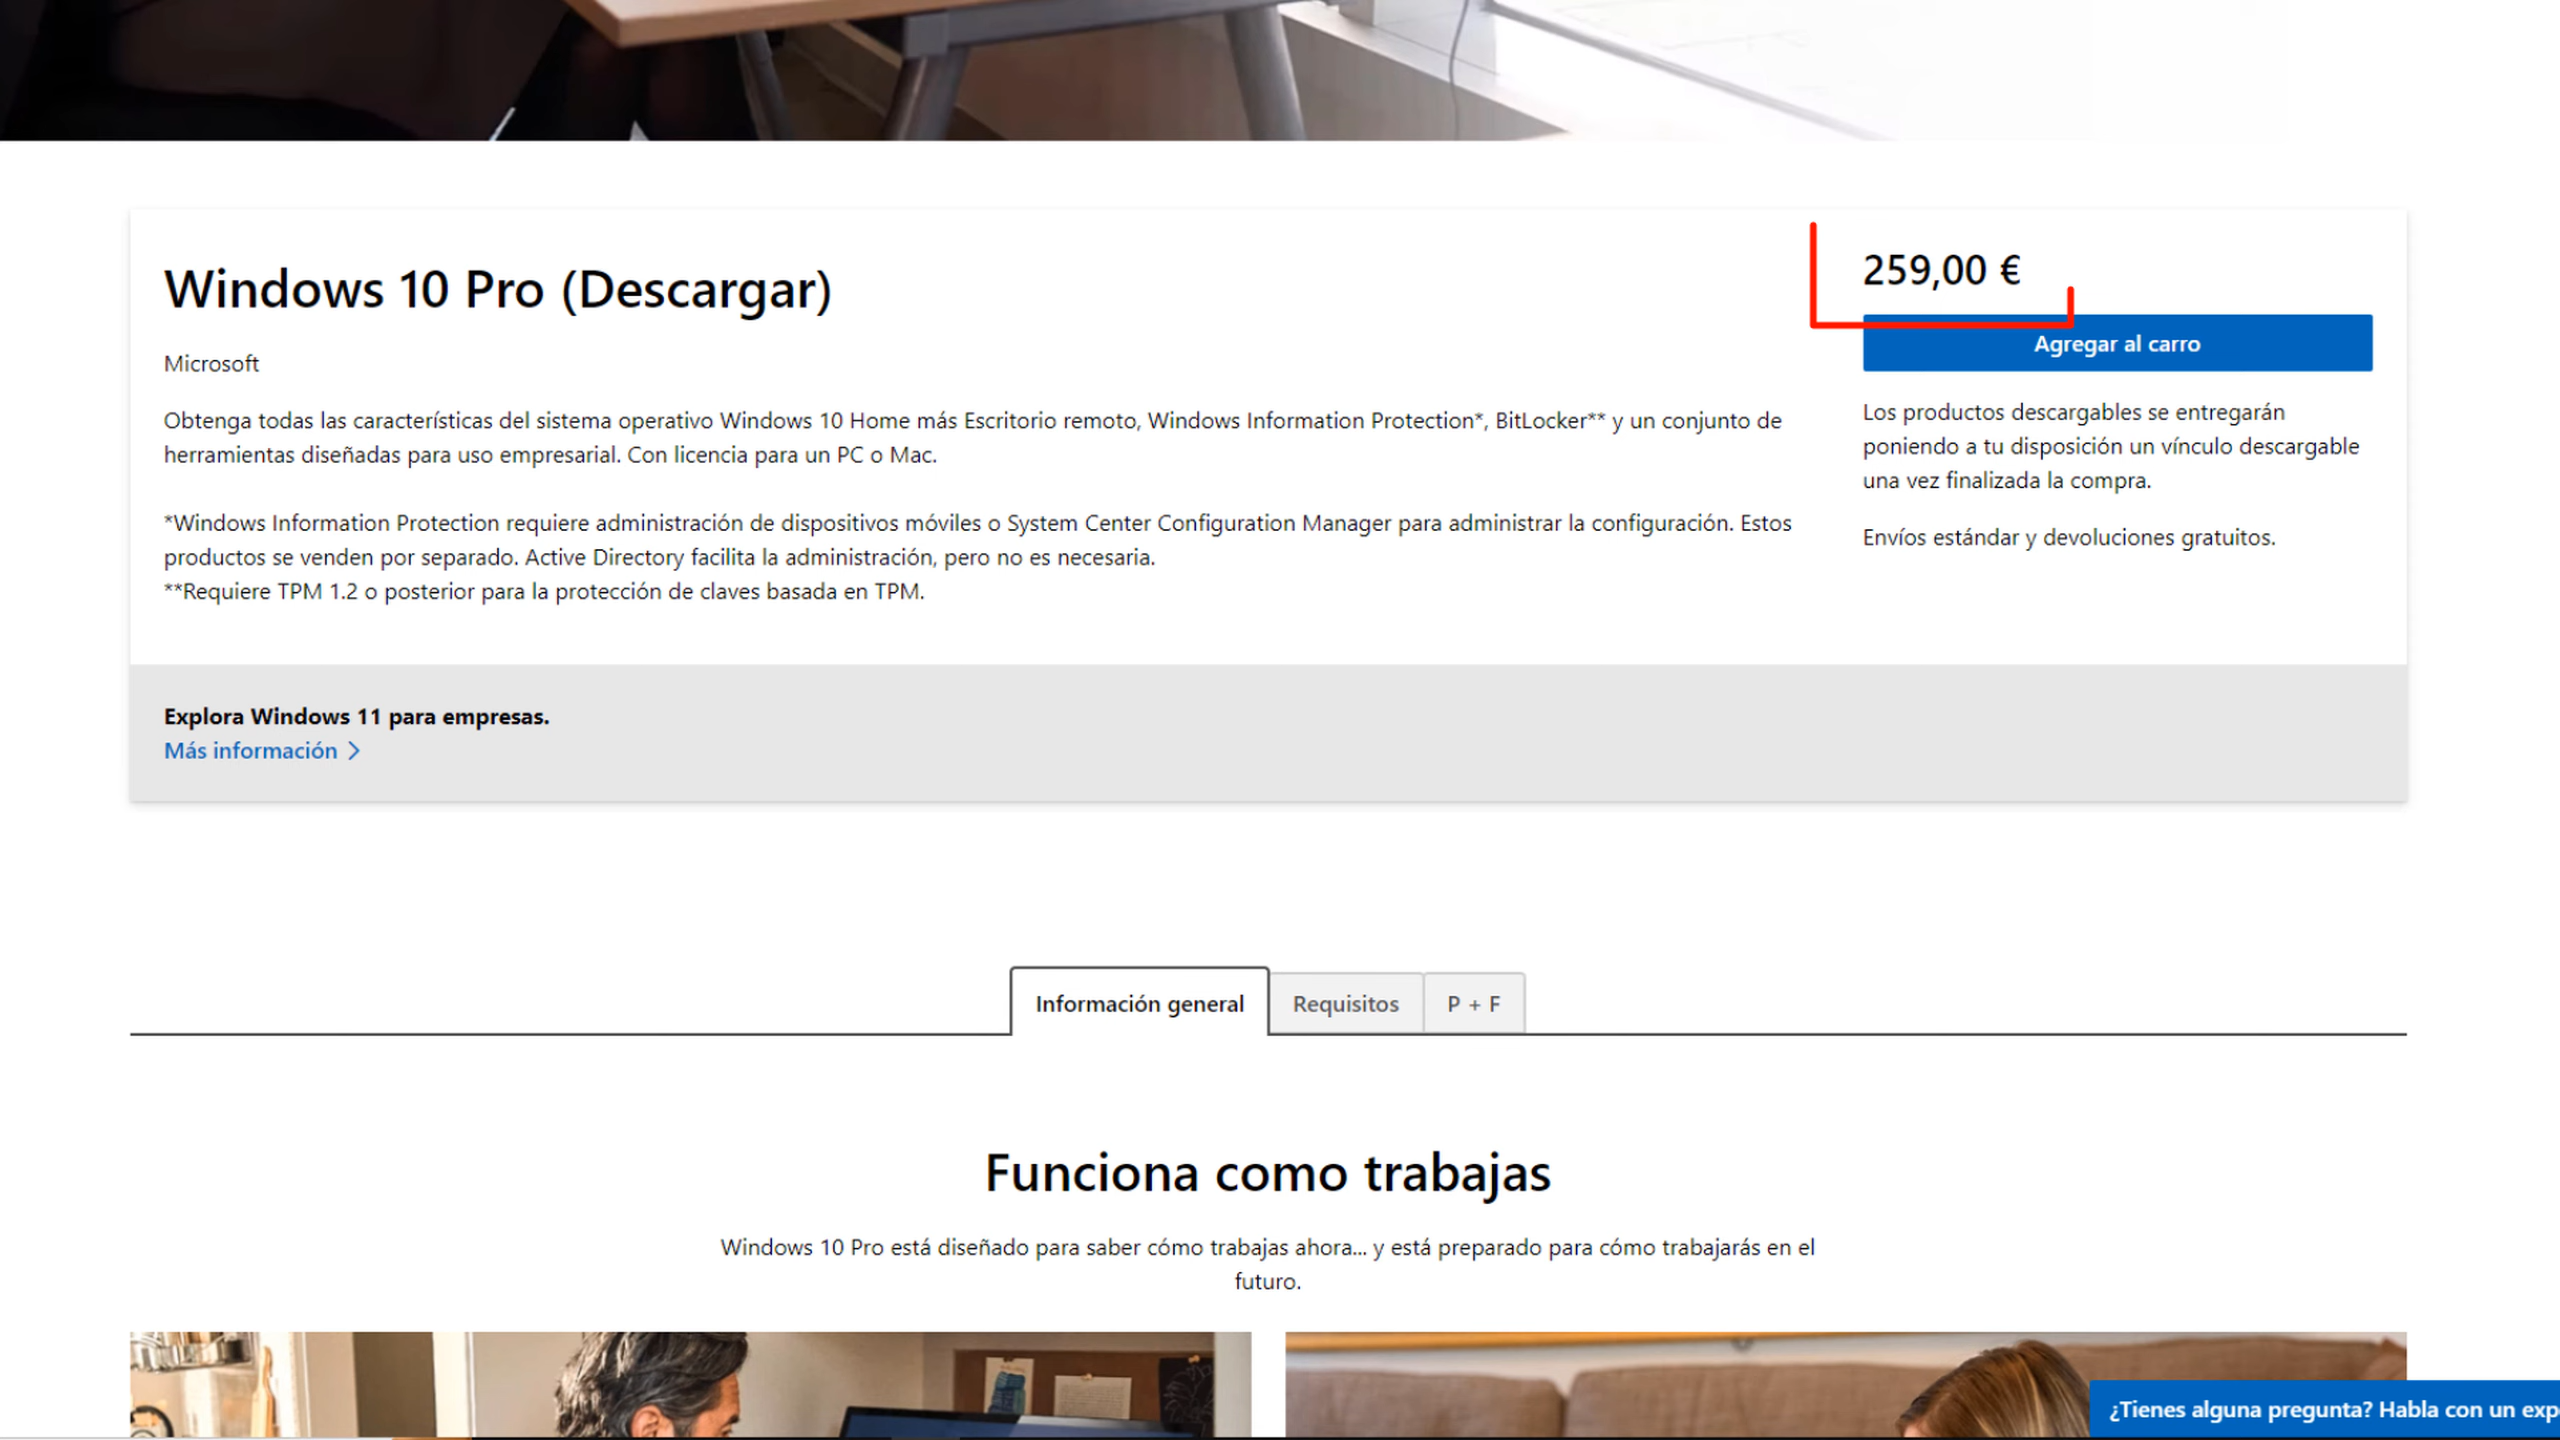 Windows 10 Pro (Descargar)
Microsoft
Obtenga todas las características del sistema operativo Windows 10 Home más Escritorio remoto, Windows Information Protection*, BitLocker** y un conjunto de
herramientas diseñadas para uso empresarial. Con licencia para un PC o Mac.
*Windows Information Protection requiere administración de dispositivos móviles o System Center Configuration Manager para administrar la configuración. Estos
productos se venden por separado. Active Directory facilita la administración, pero no es necesaria.
**Requiere TPM 1.2 o posterior para la protección de claves basada en TPM.
259,00 €
Agregar al carro
Los productos descargables se entregarán
poniendo a tu disposición un vínculo descargable
una vez finalizada la compra.
Envíos estándar y devoluciones gratuitos.
Explora Windows 11 para empresas.
Más información
Información general
Requisitos
P + F
Funciona como trabajas
Windows 10 Pro está diseñado para saber cómo trabajas ahora... y está preparado para cómo trabajarás en el
futuro.
¿Tienes alguna pregunta? Habla con un exp